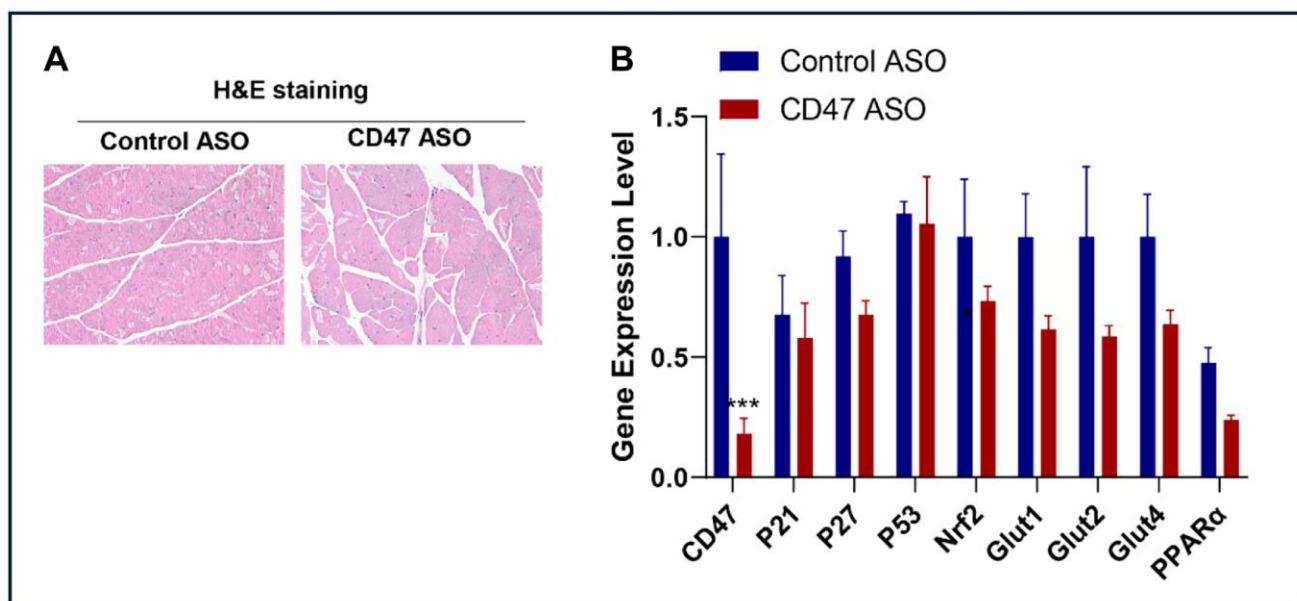 A
H&E staining
Control ASO
CD47 ASO
B
Control ASO
CD47 ASO
Gene Expression Level
1.5
1.0
0.5
0.0
***
*
CD47
P21
P27
P53
Nrf2
Glut1
Glut2
Glut4
PPARα